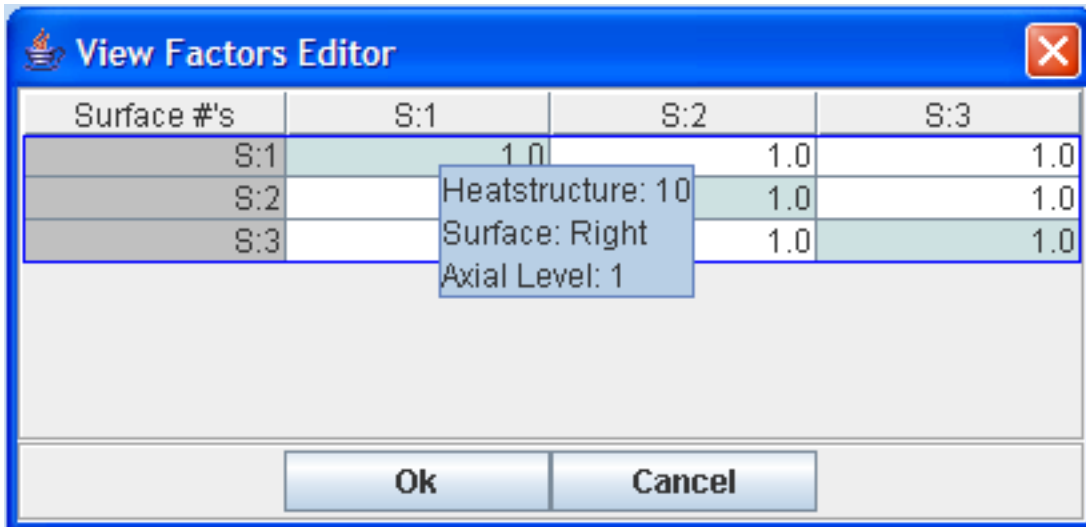 View Factors Editor
Surface #'s S:1 S:2 S:3
S:1 1.0 1.0 1.0
S:2 1.0 1.0
S:3 1.0 1.0
Heatstructure: 10
Surface: Right
Axial Level: 1
Ok Cancel